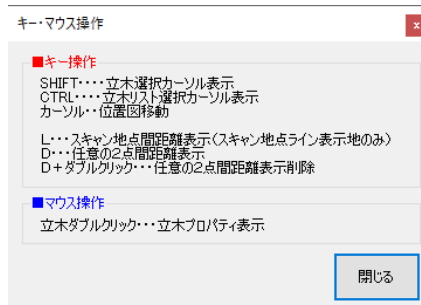 キー・マウス操作
x
■キー操作
SHIFT・・・・立木選択カーソル表示
CTRL・・・・立木リスト選択カーソル表示
カーソル・・位置図移動
L・・・スキャン地点間距離表示(スキャン地点ライン表示地のみ)
D・・・任意の2点間距離表示
D+ダブルクリック・・・任意の2点間距離表示削除
■マウス操作
立木ダブルクリック・・・立木プロパティ表示
閉じる